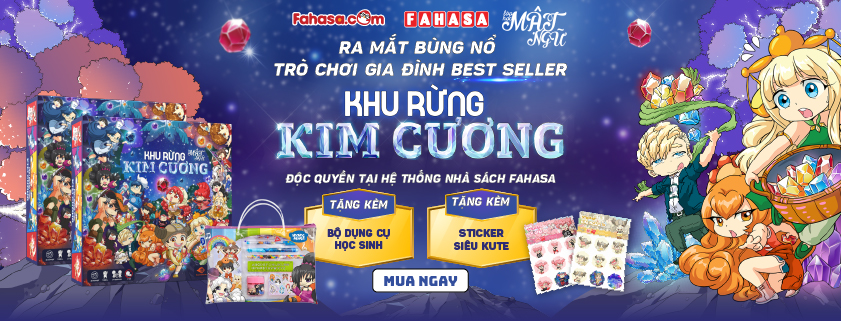 Fahasa.com
FAHASA
MẬT NGỮ
RA MẮT BÙNG NỔ
TRÒ CHƠI GIA ĐÌNH BEST SELLER
KHU RỪNG
KIM CƯƠNG
ĐỘC QUYỀN TẠI HỆ THỐNG NHÀ SÁCH FAHASA
KHU RỪNG
KIM CƯƠNG
TẶNG KÈM
BỘ DỤNG CỤ
HỌC SINH
TẶNG KÈM
STICKER
SIÊU KUTE
MUA NGAY